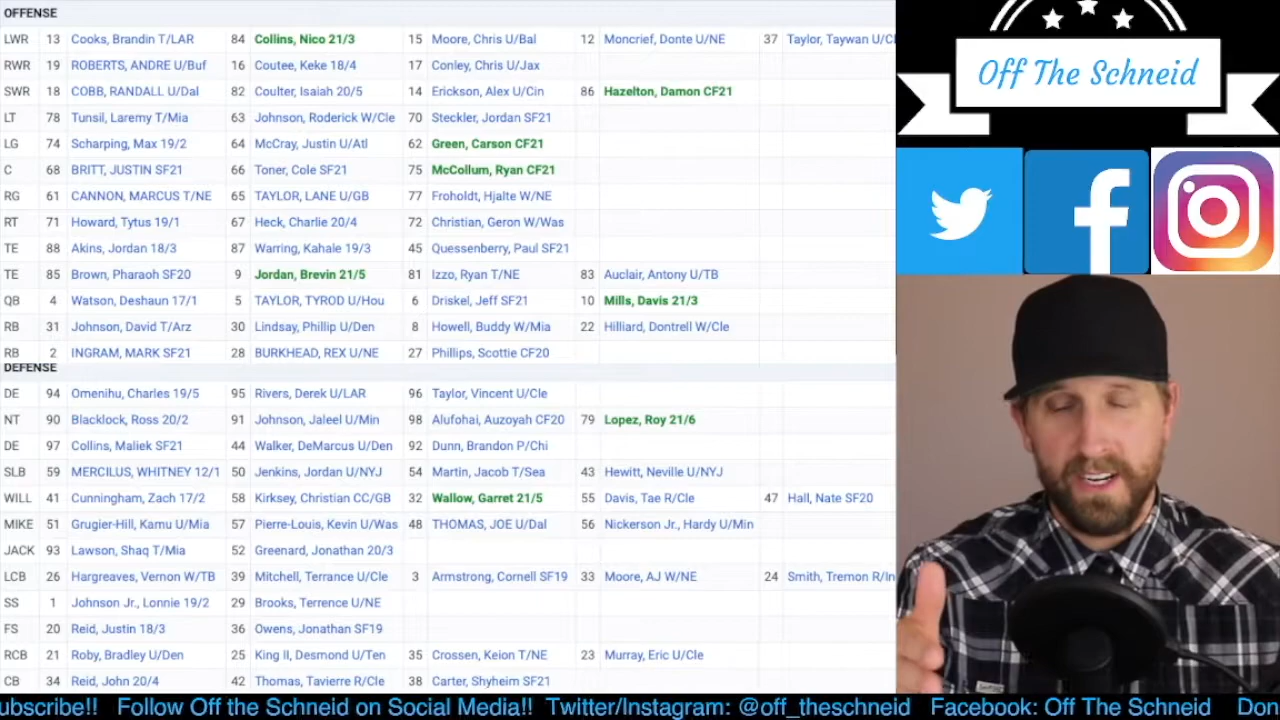 OFFENSE
LWR 13 Cooks, Brandin T/LAR 84 Collins, Nico 21/3 15 Moore, Chris U/Bal 12 Moncrief, Donte U/NE 37 Taylor, Taywan U/Cl
RWR 19 ROBERTS, ANDRE U/Buf 16 Coutee, Keke 18/4 17 Conley, Chris U/Jax
SWR 18 COBB, RANDALL U/Dal 82 Coulter, Isaiah 20/5 14 Erickson, Alex U/Cin 86 Hazelton, Damon CF21
LT 78 Tunsil, Laremy T/Mia 63 Johnson, Roderick W/Cle 70 Steckler, Jordan SF21
LG 74 Scharping, Max 19/2 64 McCray, Justin U/Atl 62 Green, Carson CF21
C 68 BRITT, JUSTIN SF21 66 Toner, Cole SF21 75 McCollum, Ryan CF21
RG 61 CANNON, MARCUS T/NE 65 TAYLOR, LANE U/GB 77 Froholdt, Hjalte W/NE
RT 71 Howard, Tytus 19/1 67 Heck, Charlie 20/4 72 Christian, Geron W/Was
TE 88 Akins, Jordan 18/3 87 Warring, Kahale 19/3 45 Quessenberry, Paul SF21
TE 85 Brown, Pharaoh SF20 9 Jordan, Brevin 21/5 81 Izzo, Ryan T/NE 83 Auclair, Antony U/TB
QB 4 Watson, Deshaun 17/1 5 TAYLOR, TYROD U/Hou 6 Driskel, Jeff SF21 10 Mills, Davis 21/3
RB 31 Johnson, David T/Arz 30 Lindsay, Phillip U/Den 8 Howell, Buddy W/Mia 22 Hilliard, Dontrell W/Cle
RB 2 INGRAM, MARK SF21 28 BURKHEAD, REX U/NE 27 Phillips, Scottie CF20
DEFENSE
DE 94 Omenihu, Charles 19/5 95 Rivers, Derek U/LAR 96 Taylor, Vincent U/Cle
NT 90 Blacklock, Ross 20/2 91 Johnson, Jaleel U/Min 98 Alufohai, Auzoyah CF20 79 Lopez, Roy 21/6
DE 97 Collins, Maliek SF21 44 Walker, DeMarcus U/Den 92 Dunn, Brandon P/Chi
SLB 59 MERCILUS, WHITNEY 12/1 50 Jenkins, Jordan U/NYJ 54 Martin, Jacob T/Sea 43 Hewitt, Neville U/NYJ
WILL 41 Cunningham, Zach 17/2 58 Kirksey, Christian CC/GB 32 Wallow, Garret 21/5 55 Davis, Tae R/Cle 47 Hall, Nate SF20
MIKE 51 Grugier-Hill, Kamu U/Mia 57 Pierre-Louis, Kevin U/Was 48 THOMAS, JOE U/Dal 56 Nickerson Jr., Hardy U/Min
JACK 93 Lawson, Shaq T/Mia 52 Greenard, Jonathan 20/3
LCB 26 Hargreaves, Vernon W/TB 39 Mitchell, Terrance U/Cle 3 Armstrong, Cornell SF19 33 Moore, AJ W/NE 24 Smith, Tremon R/In
SS 1 Johnson Jr., Lonnie 19/2 29 Brooks, Terrence U/NE
FS 20 Reid, Justin 18/3 36 Owens, Jonathan SF19
RCB 21 Roby, Bradley U/Den 25 King II, Desmond U/Ten 35 Crossen, Keion T/NE 23 Murray, Eric U/Cle
CB 34 Reid, John 20/4 42 Thomas, Tavierre R/Cle 38 Carter, Shyheim SF21
Off The Schneid
ubscribe!! Follow Off the Schneid on Social Media!! Twitter/Instagram: @off_theschneid Facebook: Off The Schneid Don